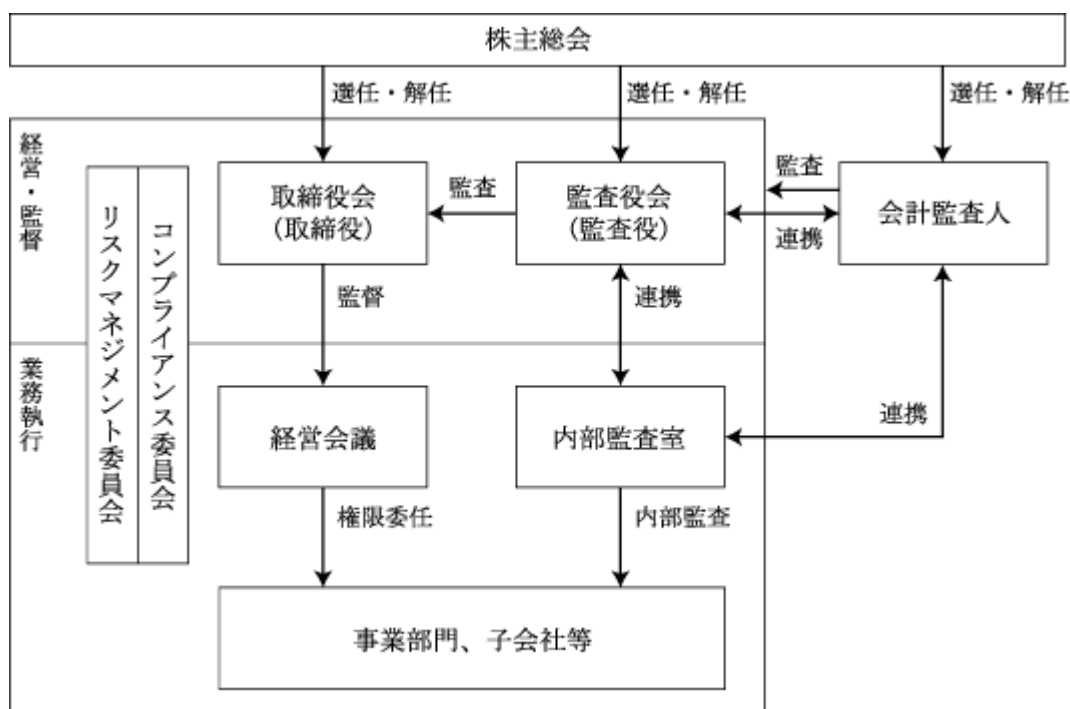 株主総会
選任・解任
選任・解任
選任・解任
経営・監督
リスクマネジメント委員会
コンプライアンス委員会
取締役会
(取締役)
監査
監査役会
(監査役)
監査
連携
会計監査人
監督
連携
業務執行
経営会議
内部監査室
連携
権限委任
内部監査
事業部門、子会社等